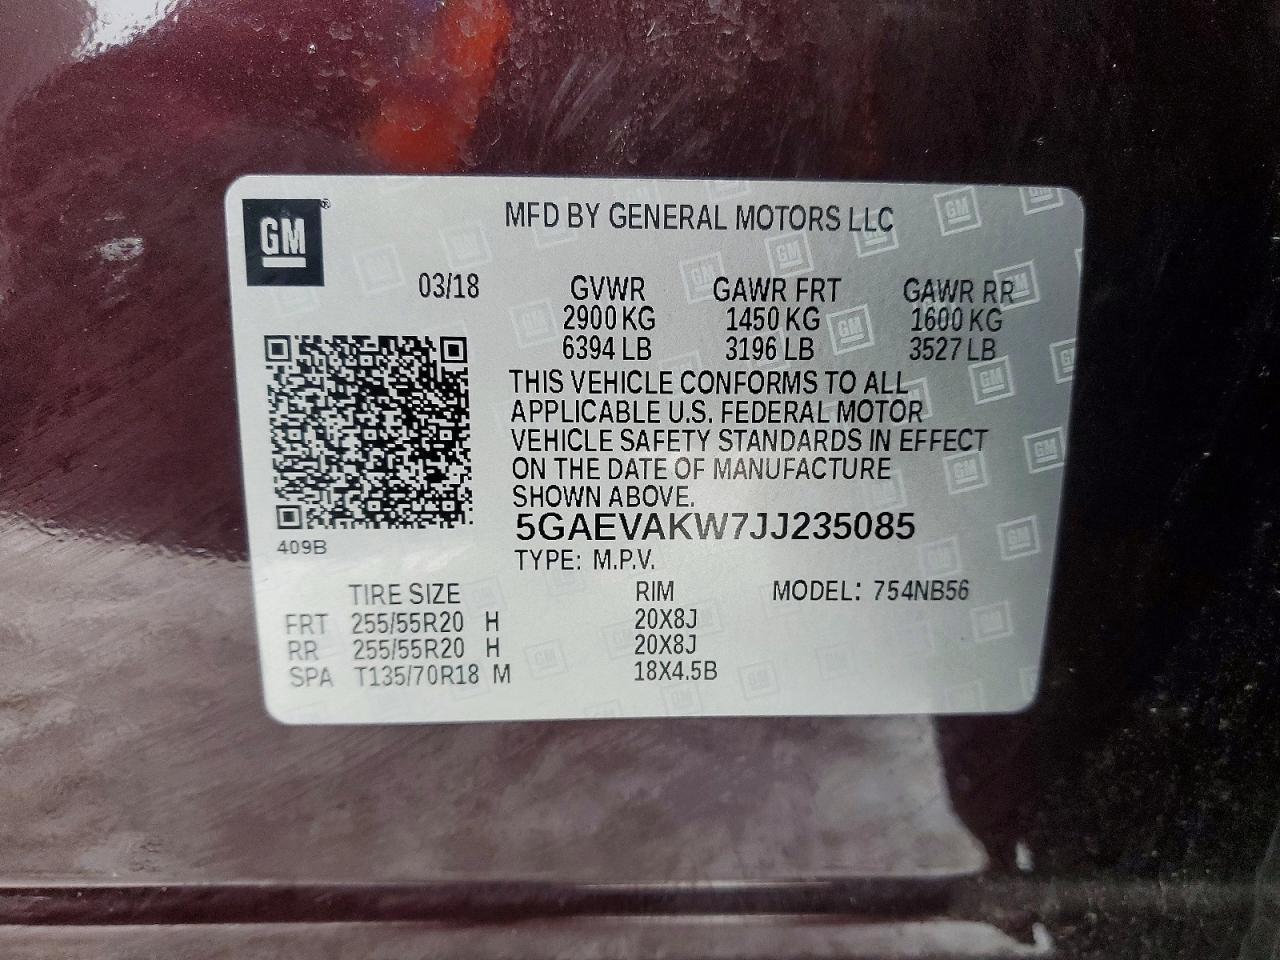 GM®
MFD BY GENERAL MOTORS LLC
03/18 GVWR GAWR FRT GAWR RR
2900 KG 1450 KG 1600 KG
6394 LB 3196 LB 3527 LB
THIS VEHICLE CONFORMS TO ALL
APPLICABLE U.S. FEDERAL MOTOR
VEHICLE SAFETY STANDARDS IN EFFECT
ON THE DATE OF MANUFACTURE
SHOWN ABOVE.
5GAEVAKW7JJ235085
409B
TYPE: M.P.V.
TIRE SIZE RIM MODEL: 754NB56
FRT 255/55R20 H 20X8J
RR 255/55R20 H 20X8J
SPA T135/70R18 M 18X4.5B